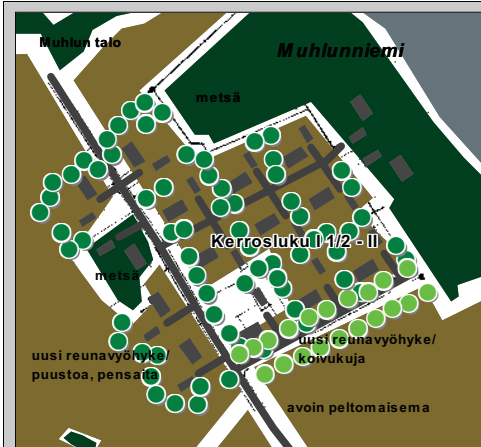 Muhlun talo
Muhlunniemi
metsä
Kerrosluku I 1/2 - II
metsä
uusi reunavyöhyke/
puustoa, pensaita
uusi reunavyöhyke/
koivukuja
avoin peltomaisema